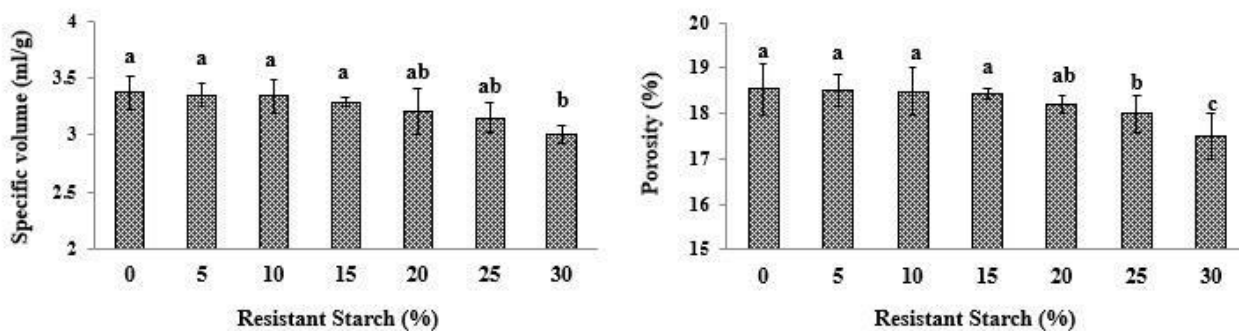 Specific volume (ml/g)
4
3.5
3
2.5
2
a
a
a
a
ab
ab
b
0 5 10 15 20 25 30
Resistant Starch (%)
Porosity (%)
20
19
18
17
16
15
a
a
a
a
ab
b
c
0 5 10 15 20 25 30
Resistant Starch (%)